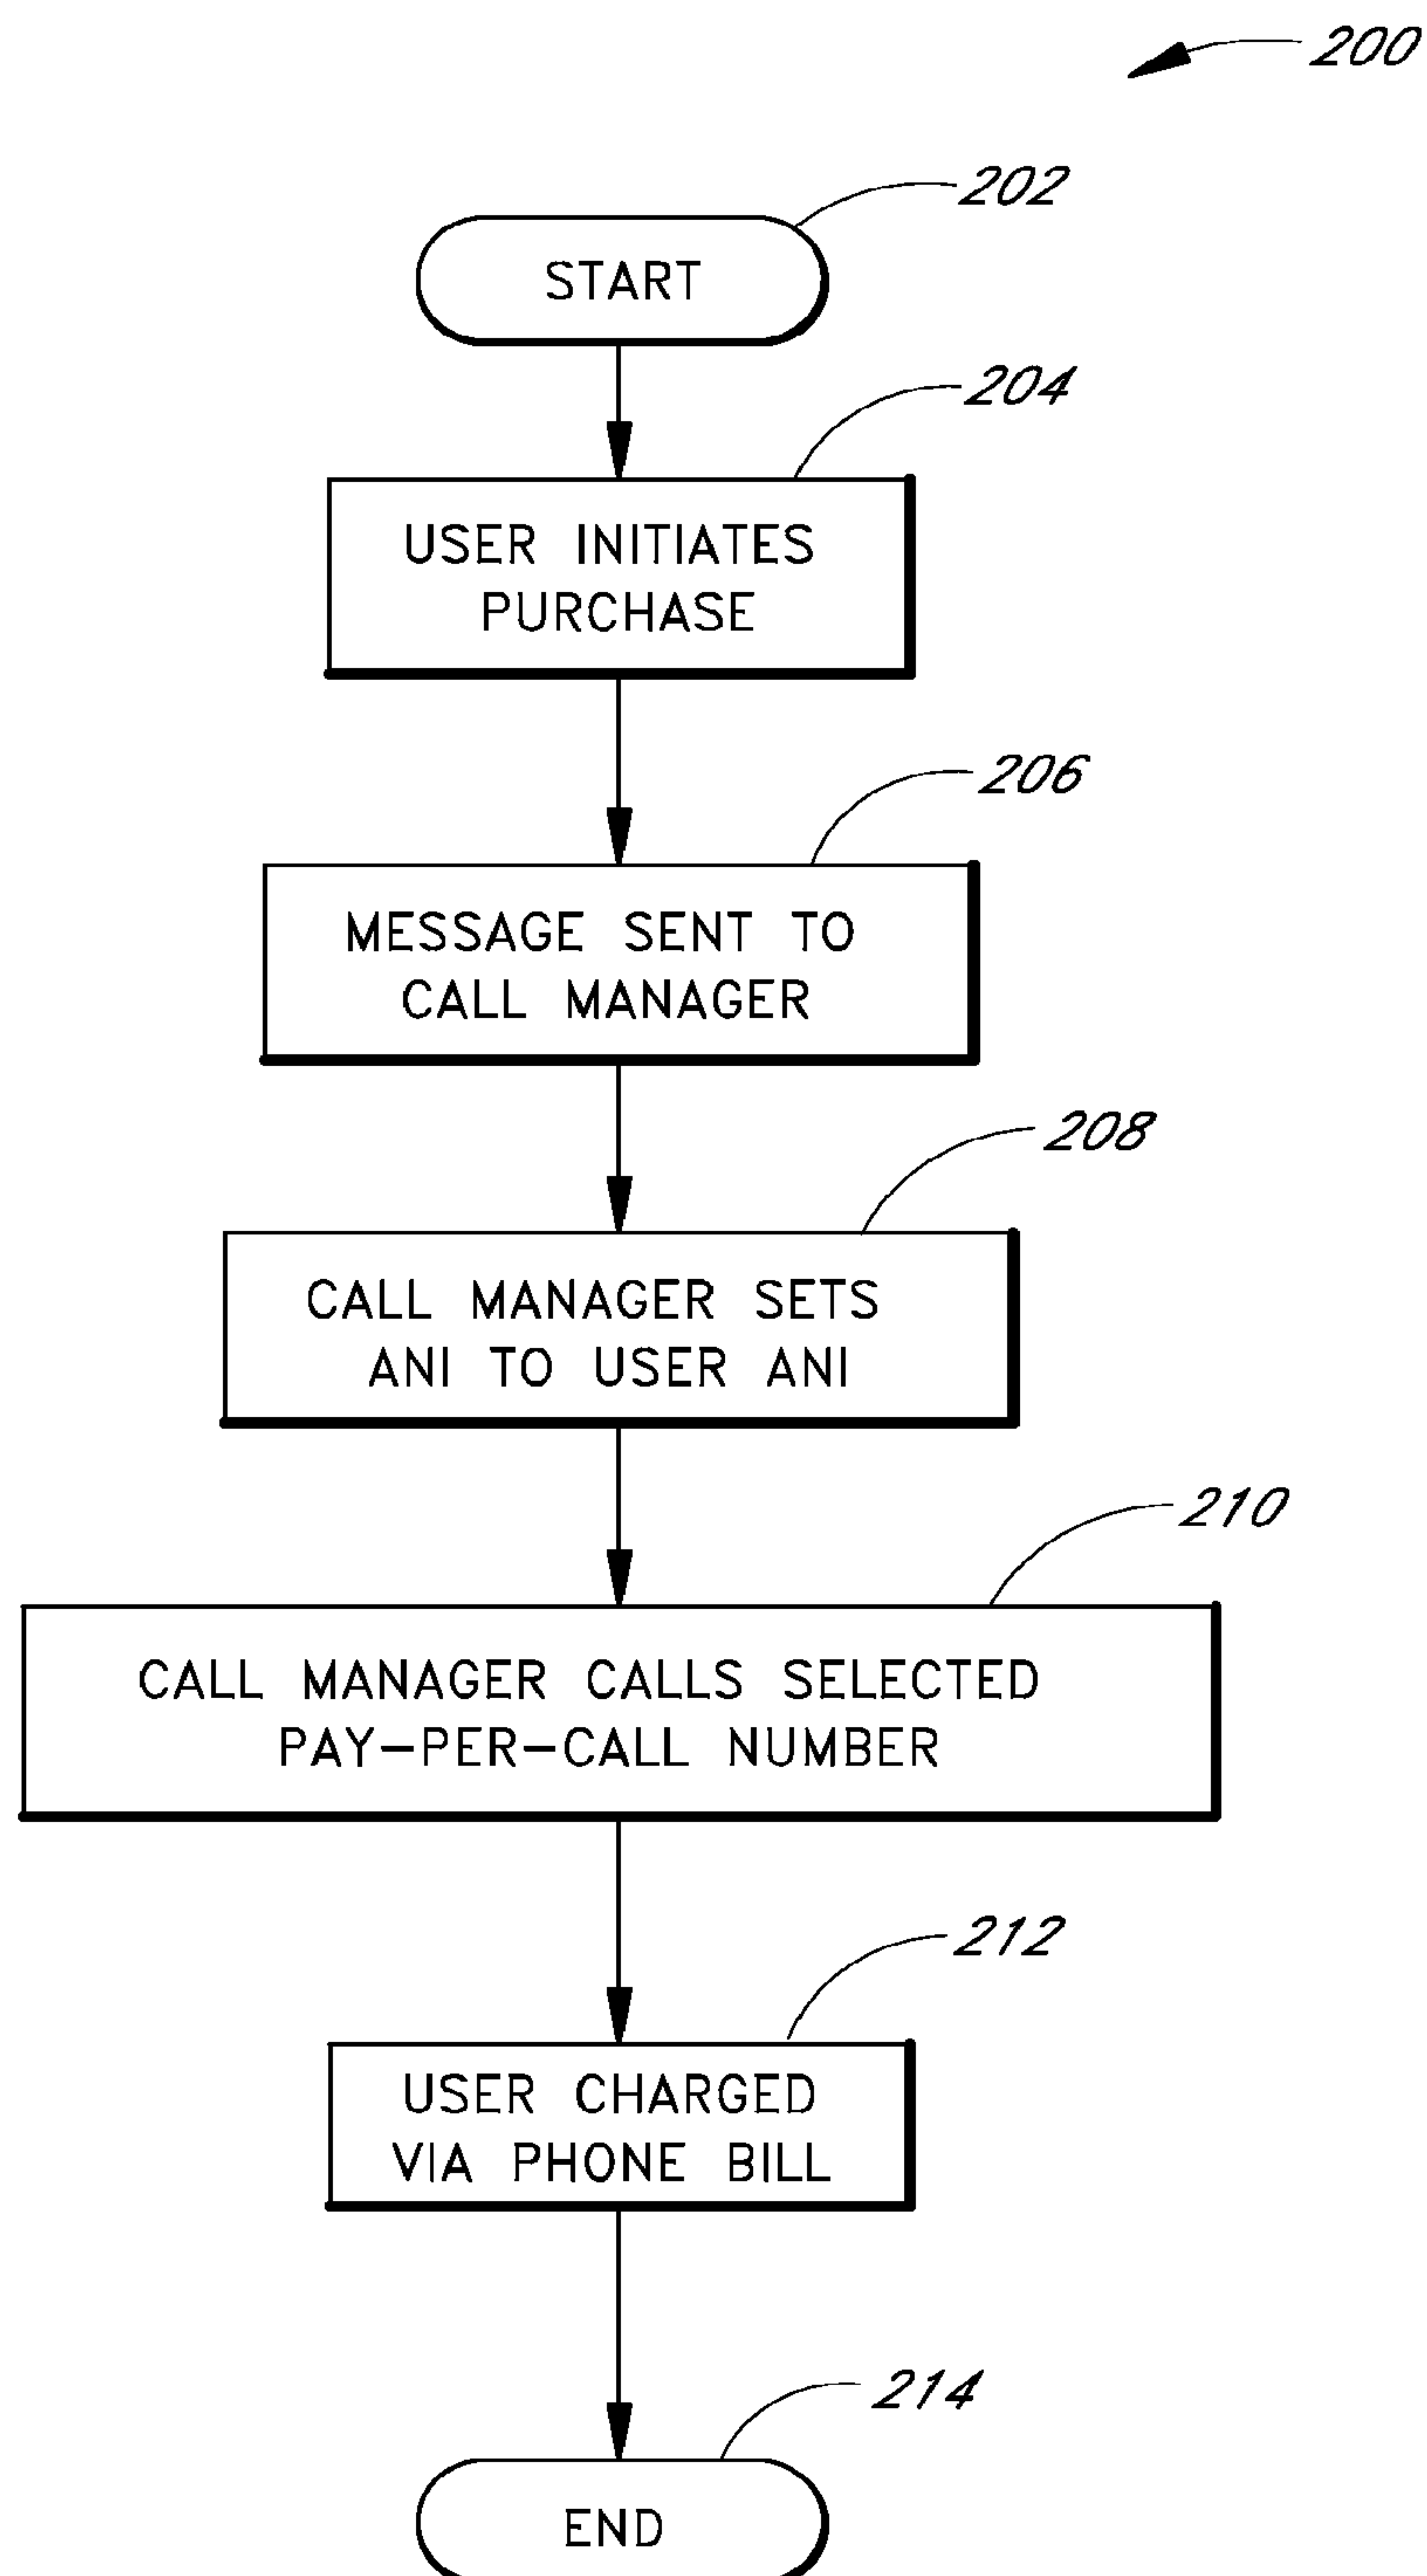 200
202
START
204
USER INITIATES
PURCHASE
206
MESSAGE SENT TO
CALL MANAGER
208
CALL MANAGER SETS
ANI TO USER ANI
210
CALL MANAGER CALLS SELECTED
PAY-PER-CALL NUMBER
212
USER CHARGED
VIA PHONE BILL
214
END